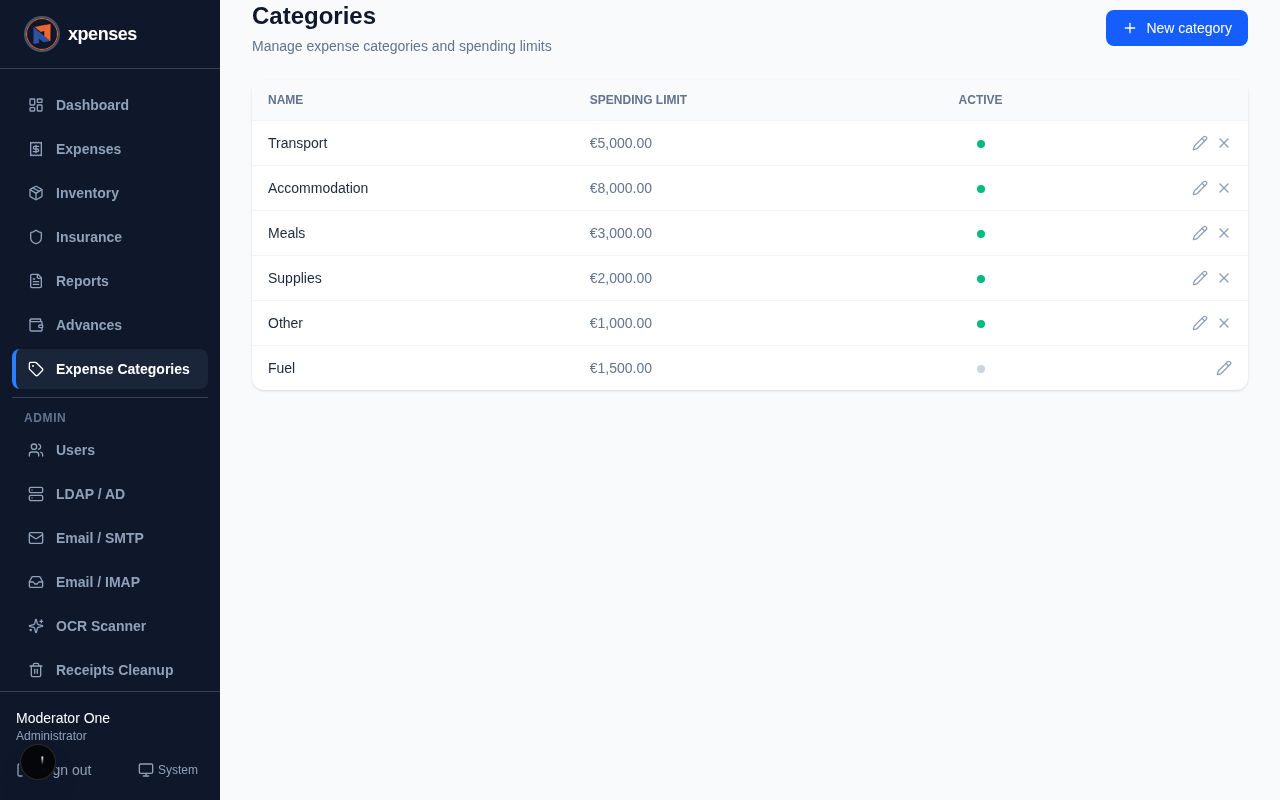 xpenses
Dashboard
Expenses
Inventory
Insurance
Reports
Advances
Expense Categories
ADMIN
Users
LDAP / AD
Email / SMTP
Email / IMAP
OCR Scanner
Receipts Cleanup
Moderator One
Administrator
gn out
System
Categories
Manage expense categories and spending limits
New category
NAME SPENDING LIMIT ACTIVE
Transport €5,000.00
Accommodation €8,000.00
Meals €3,000.00
Supplies €2,000.00
Other €1,000.00
Fuel €1,500.00